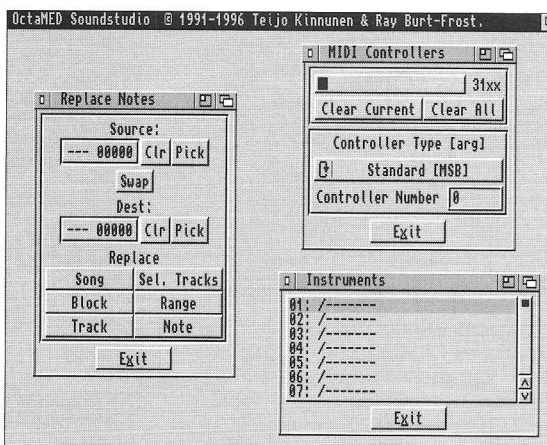 OctaMED Soundstudio © 1991-1996 Teijo Kinnunen & Ray Burt-Frost.
MIDI Controllers
31xx
Clear Current Clear All
Controller Type [arg]
Standard [MSB]
Controller Number 0
Exit
Replace Notes
Source:
--- 00000 Clr Pick
Swap
Dest:
--- 00000 Clr Pick
Replace
Song Sel. Tracks
Block Range
Track Note
Exit
Instruments
01: /-------
02: /-------
03: /-------
04: /-------
05: /-------
06: /-------
07: /-------
Exit